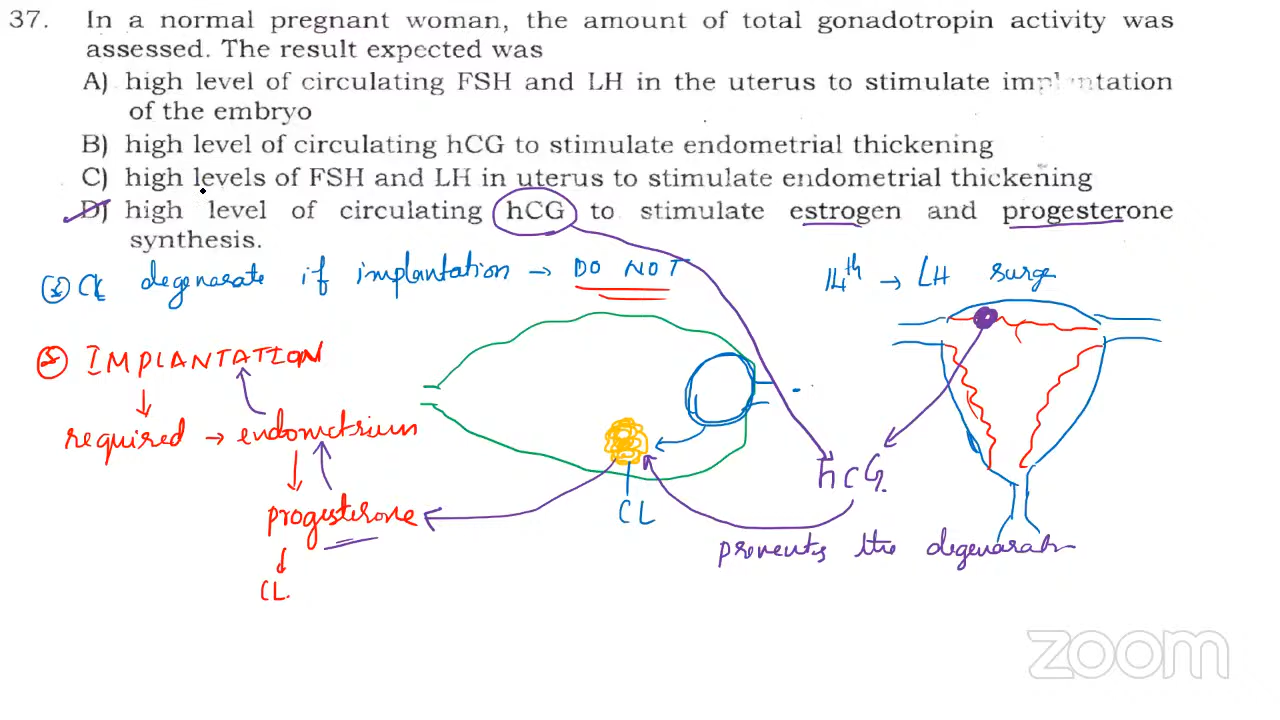 37. In a normal pregnant woman, the amount of total gonadotropin activity was
assessed. The result expected was
A) high level of circulating FSH and LH in the uterus to stimulate implantation
of the embryo
B) high level of circulating hCG to stimulate endometrial thickening
C) high levels of FSH and LH in uterus to stimulate endometrial thickening
D) high level of circulating hCG to stimulate estrogen and progesterone
synthesis.
CL degenarate if implantation → DO NOT
14th → LH surge
IMPLANTATION
required → endometrium
progesterone
CL
CL.
hCG
prevents the degenarat
zoom